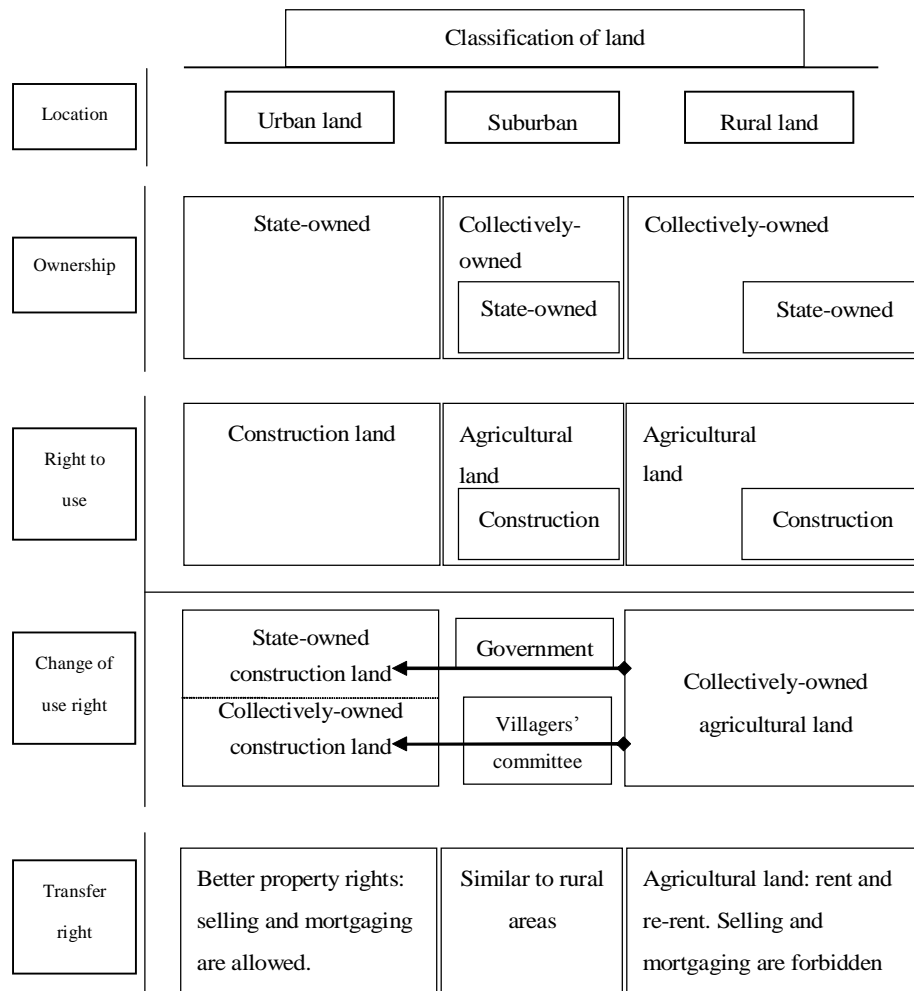 Classification of land
Location
Urban land
Suburban
Rural land
Ownership
State-owned
Collectively-
owned
State-owned
Collectively-owned
State-owned
Right to
use
Construction land
Agricultural
land
Construction
Agricultural
land
Construction
Change of
use right
State-owned
construction land
Collectively-owned
construction land
Government
Villagers’
committee
Collectively-owned
agricultural land
Transfer
right
Better property rights:
selling and mortgaging
are allowed.
Similar to rural
areas
Agricultural land: rent and
re-rent. Selling and
mortgaging are forbidden